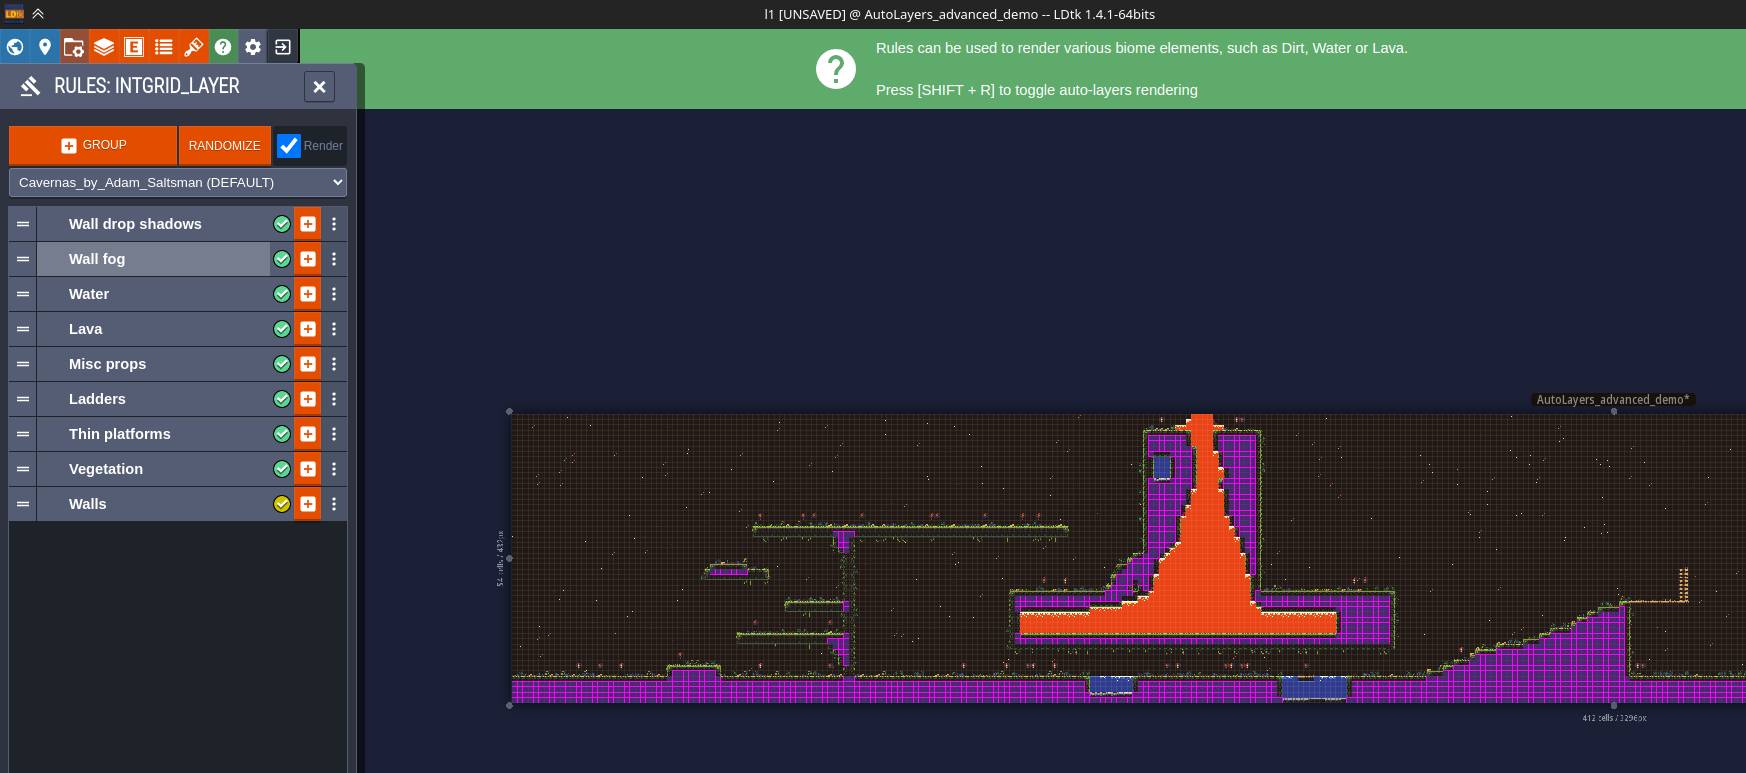 LDtk
l1 [UNSAVED] @ AutoLayers_advanced_demo -- LDtk 1.4.1-64bits
E
?
?
Rules can be used to render various biome elements, such as Dirt, Water or Lava.
Press [SHIFT + R] to toggle auto-layers rendering
RULES: INTGRID_LAYER
GROUP
RANDOMIZE
Render
Cavernas_by_Adam_Saltsman (DEFAULT)
Wall drop shadows
Wall fog
Water
Lava
Misc props
Ladders
Thin platforms
Vegetation
Walls
AutoLayers_advanced_demo*
54 cells / 432px
412 cells / 3296px